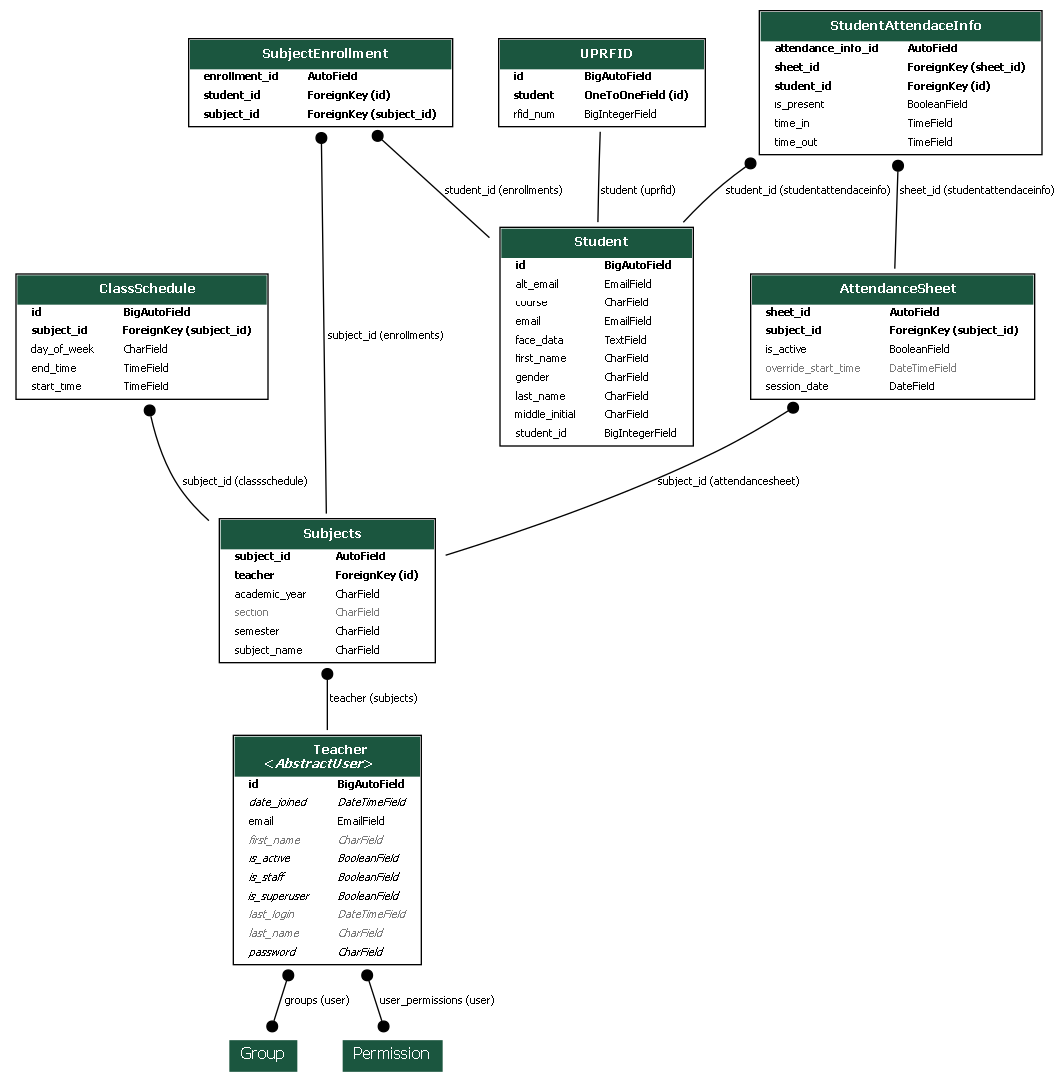 StudentAttendaceInfo
attendance_info_id AutoField
sheet_id ForeignKey (sheet_id)
student_id ForeignKey (id)
is_present BooleanField
time_in TimeField
time_out TimeField
SubjectEnrollment
enrollment_id AutoField
student_id ForeignKey (id)
subject_id ForeignKey (subject_id)
UPRFID
id BigAutoField
student OneToOneField (id)
rfid_num BigIntegerField
student_id (enrollments)
student (uprfid)
student_id (studentattendaceinfo)
sheet_id (studentattendaceinfo)
Student
id BigAutoField
alt_email EmailField
course CharField
email EmailField
face_data TextField
first_name CharField
gender CharField
last_name CharField
middle_initial CharField
student_id BigIntegerField
ClassSchedule
id BigAutoField
subject_id ForeignKey (subject_id)
day_of_week CharField
end_time TimeField
start_time TimeField
AttendanceSheet
sheet_id AutoField
subject_id ForeignKey (subject_id)
is_active BooleanField
override_start_time DateTimeField
session_date DateField
subject_id (enrollments)
subject_id (classschedule)
subject_id (attendancesheet)
Subjects
subject_id AutoField
teacher ForeignKey (id)
academic_year CharField
section CharField
semester CharField
subject_name CharField
teacher (subjects)
Teacher
<AbstractUser>
id BigAutoField
date_joined DateTimeField
email EmailField
first_name CharField
is_active BooleanField
is_staff BooleanField
is_superuser BooleanField
last_login DateTimeField
last_name CharField
password CharField
groups (user)
user_permissions (user)
Group
Permission